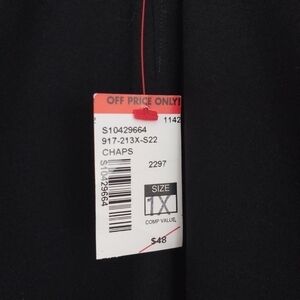 OFF PRICE ONLY!
1142
S10429664
917-213X-S22
CHAPS
2297
S10429664
SIZE
1X
COMP VALUE
$48